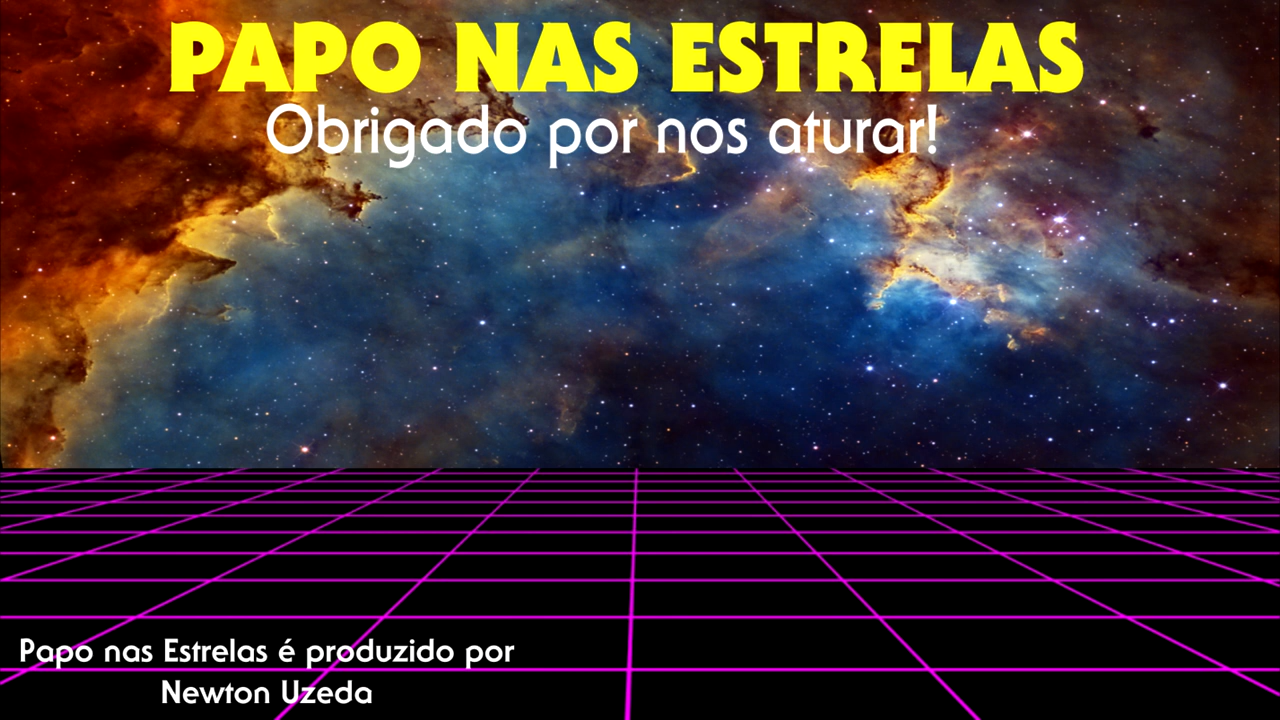 PAPO NAS ESTRELAS
Obrigado por nos aturar!
Papo nas Estrelas é produzido por
Newton Uzeda